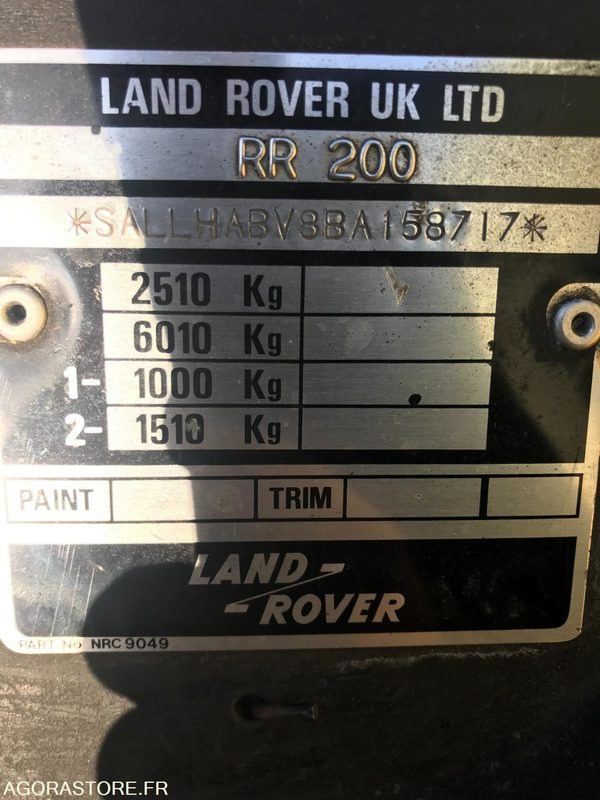 LAND ROVER UK LTD
RR 200
*SALLHABV8BA158717*
2510 Kg
6010 Kg
1- 1000 Kg
2- 1510 Kg
PAINT TRIM
LAND-
-ROVER
PART No NRC 9049
AGORASTORE.FR